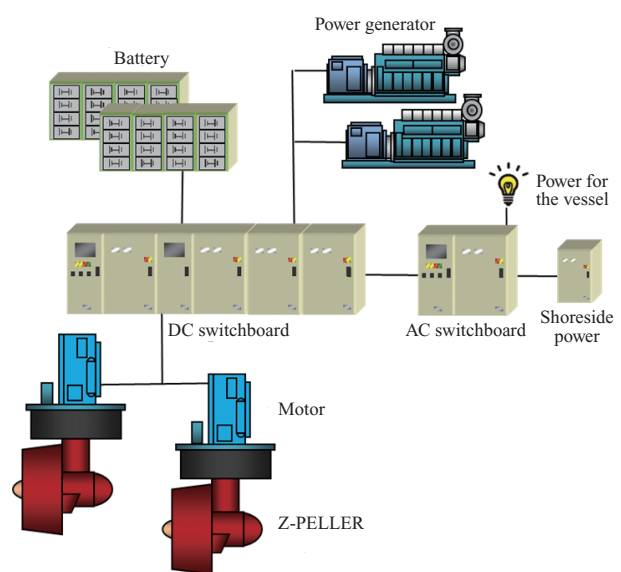 Power generator
Battery
Power for
the vessel
DC switchboard
AC switchboard
Shoreside
power
Motor
Z-PELLER